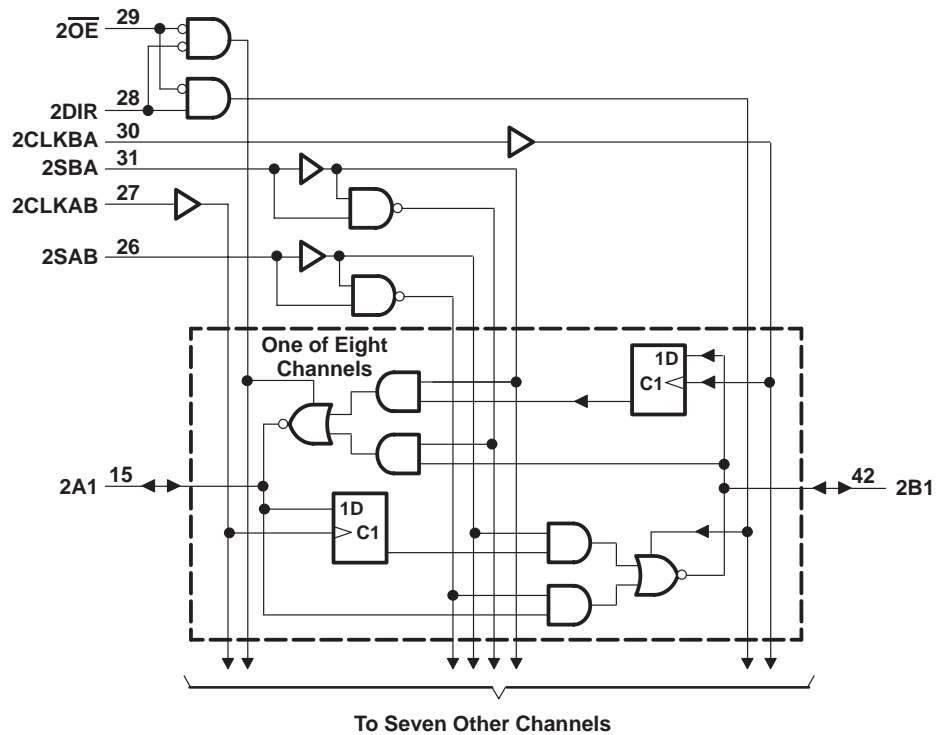 2O̅E̅ 29
2DIR 28
2CLKBA 30
2SBA 31
2CLKAB 27
2SAB 26
One of Eight
Channels
1D
C1
2A1 15
42 2B1
1D
C1
To Seven Other Channels